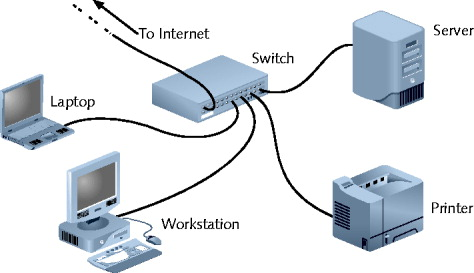 To Internet
Server
Switch
Laptop
Workstation
Printer